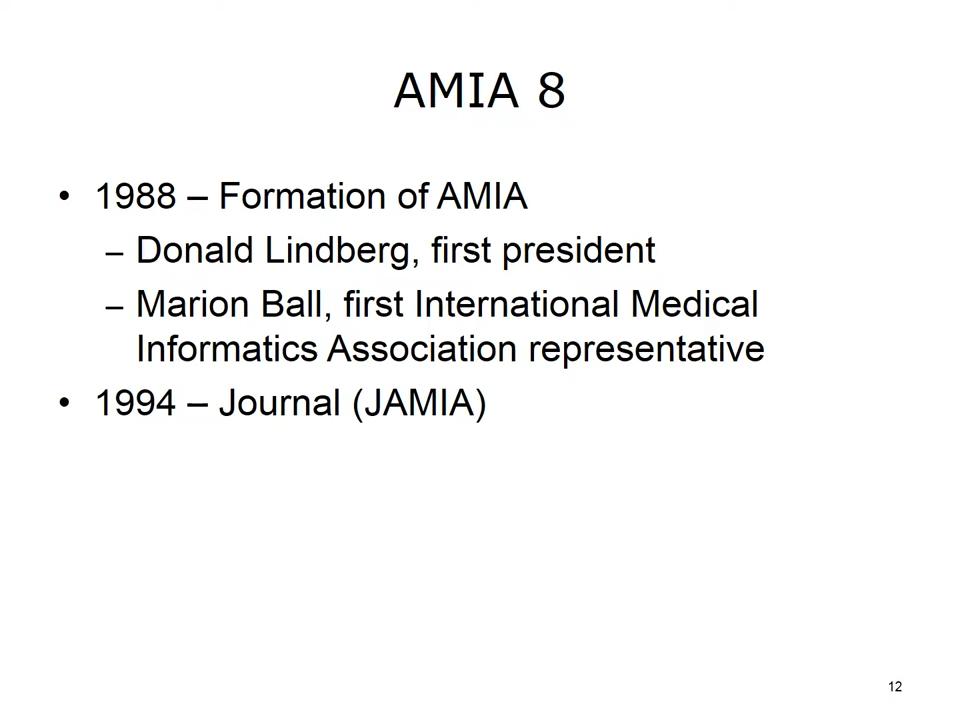 AMIA 8
• 1988 – Formation of AMIA
– Donald Lindberg, first president
– Marion Ball, first International Medical
Informatics Association representative
• 1994 – Journal (JAMIA)
12